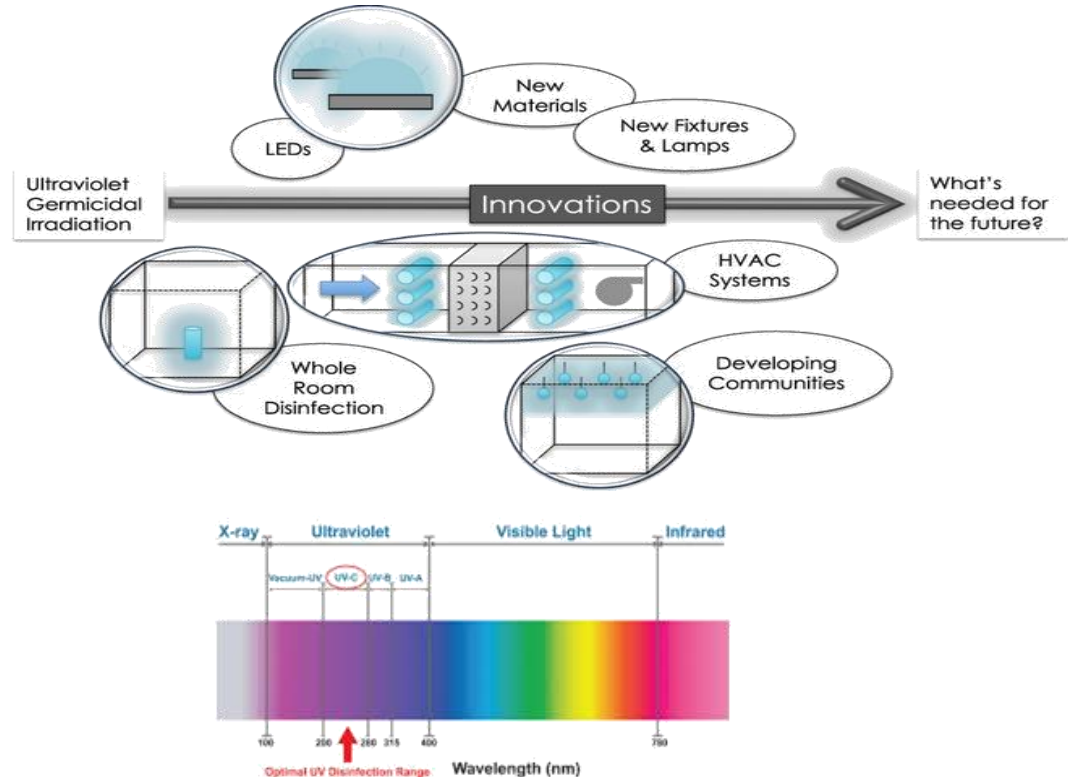 New
Materials
New Fixtures
& Lamps
LEDs
Ultraviolet
Germicidal
Irradiation
Innovations
What's
needed for
the future?
HVAC
Systems
Whole
Room
Disinfection
Developing
Communities
X-ray
Ultraviolet
Visible Light
Infrared
Vacuum-UV
UV-C
UV-B
UV-A
100
200
280
315
400
780
Optimal UV Disinfection Range
Wavelength (nm)